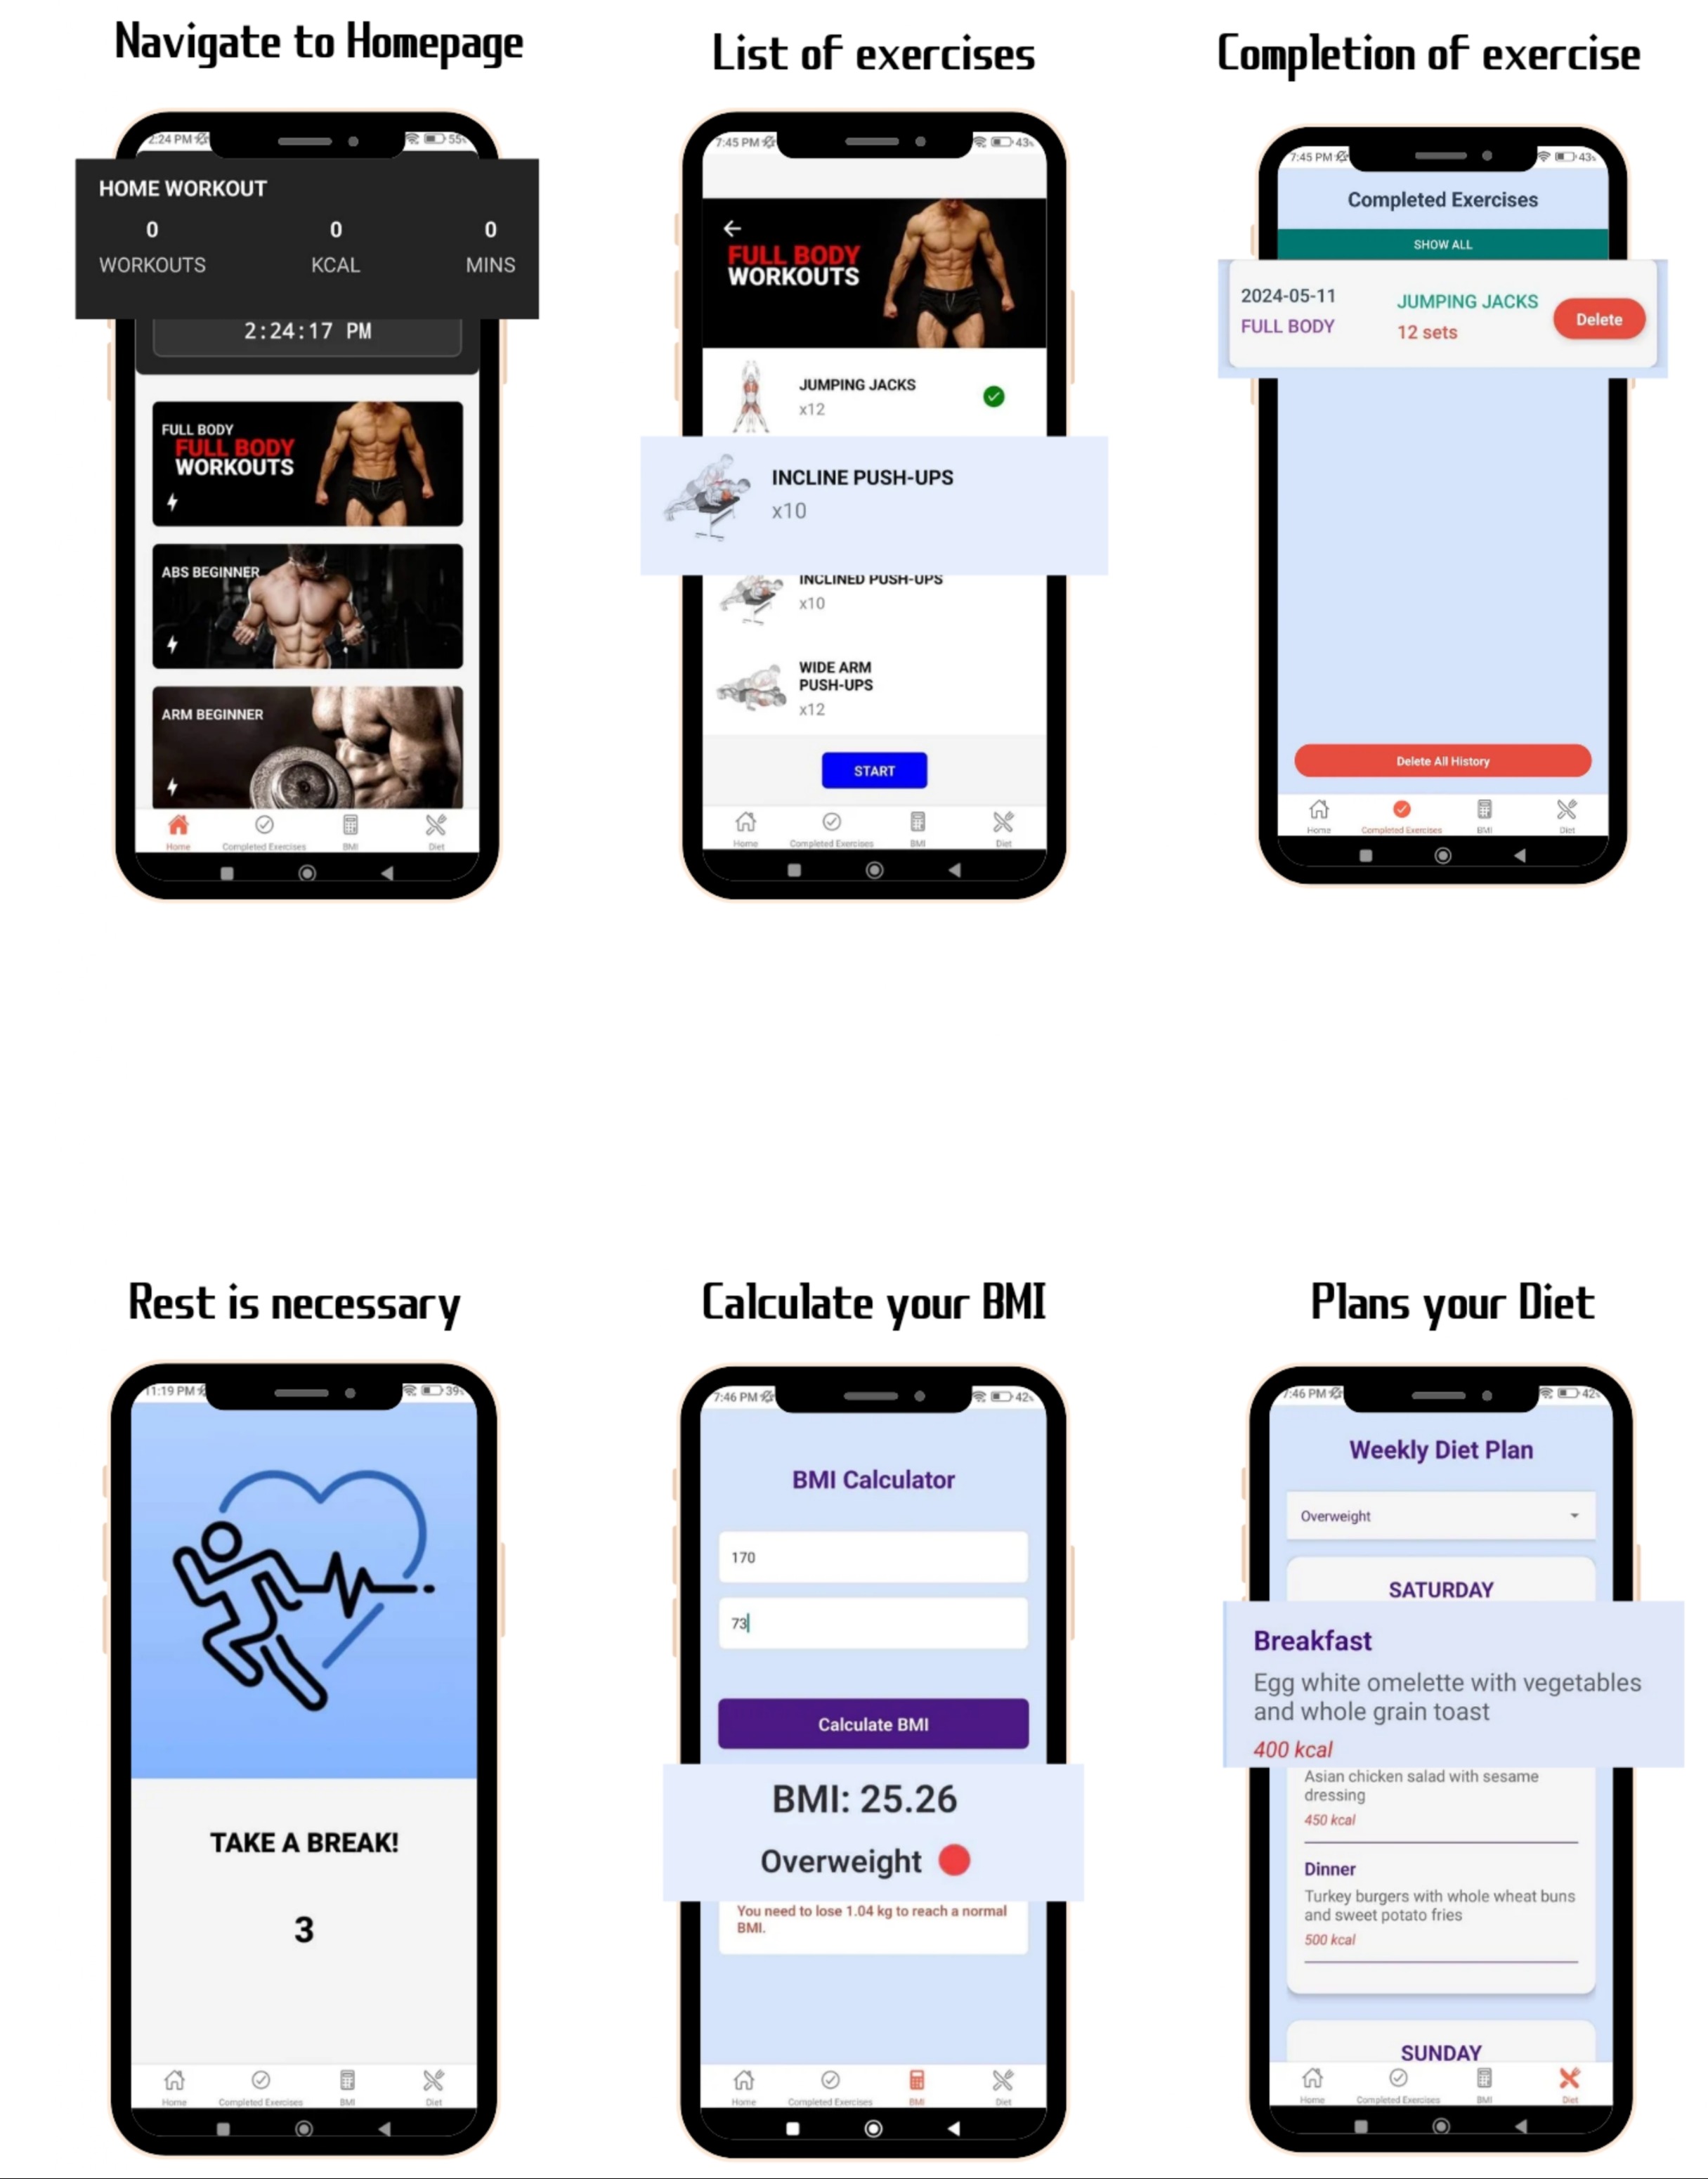 Navigate to Homepage
2:24 PM
55
HOME WORKOUT
0 0 0
WORKOUTS KCAL MINS
2:24:17 PM
FULL BODY
FULL BODY
WORKOUTS
ABS BEGINNER
ARM BEGINNER
Home Completed Exercises BMI Diet
List of exercises
7:45 PM
43
FULL BODY
WORKOUTS
JUMPING JACKS
x12
INCLINE PUSH-UPS
x10
INCLINED PUSH-UPS
x10
WIDE ARM
PUSH-UPS
x12
START
Home Completed Exercises BMI Diet
Completion of exercise
7:45 PM
43
Completed Exercises
SHOW ALL
2024-05-11
FULL BODY
JUMPING JACKS
12 sets
Delete
Delete All History
Home Completed Exercises BMI Diet
Rest is necessary
11:19 PM
39
TAKE A BREAK!
3
Home Completed Exercises BMI Diet
Calculate your BMI
7:46 PM
42
BMI Calculator
170
73
Calculate BMI
BMI: 25.26
Overweight
You need to lose 1.04 kg to reach a normal
BMI.
Home Completed Exercises BMI Diet
Plans your Diet
7:46 PM
42
Weekly Diet Plan
Overweight
SATURDAY
Breakfast
Egg white omelette with vegetables
and whole grain toast
400 kcal
Asian chicken salad with sesame
dressing
450 kcal
Dinner
Turkey burgers with whole wheat buns
and sweet potato fries
500 kcal
SUNDAY
Home Completed Exercises BMI Diet